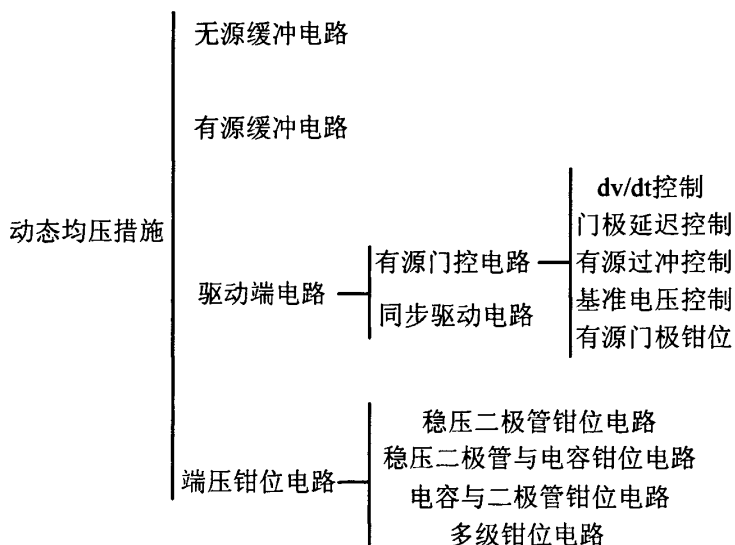 动态均压措施
无源缓冲电路
有源缓冲电路
驱动端电路
有源门控电路
dv/dt控制
门极延迟控制
有源过冲控制
基准电压控制
有源门极钳位
同步驱动电路
端压钳位电路
稳压二极管钳位电路
稳压二极管与电容钳位电路
电容与二极管钳位电路
多级钳位电路